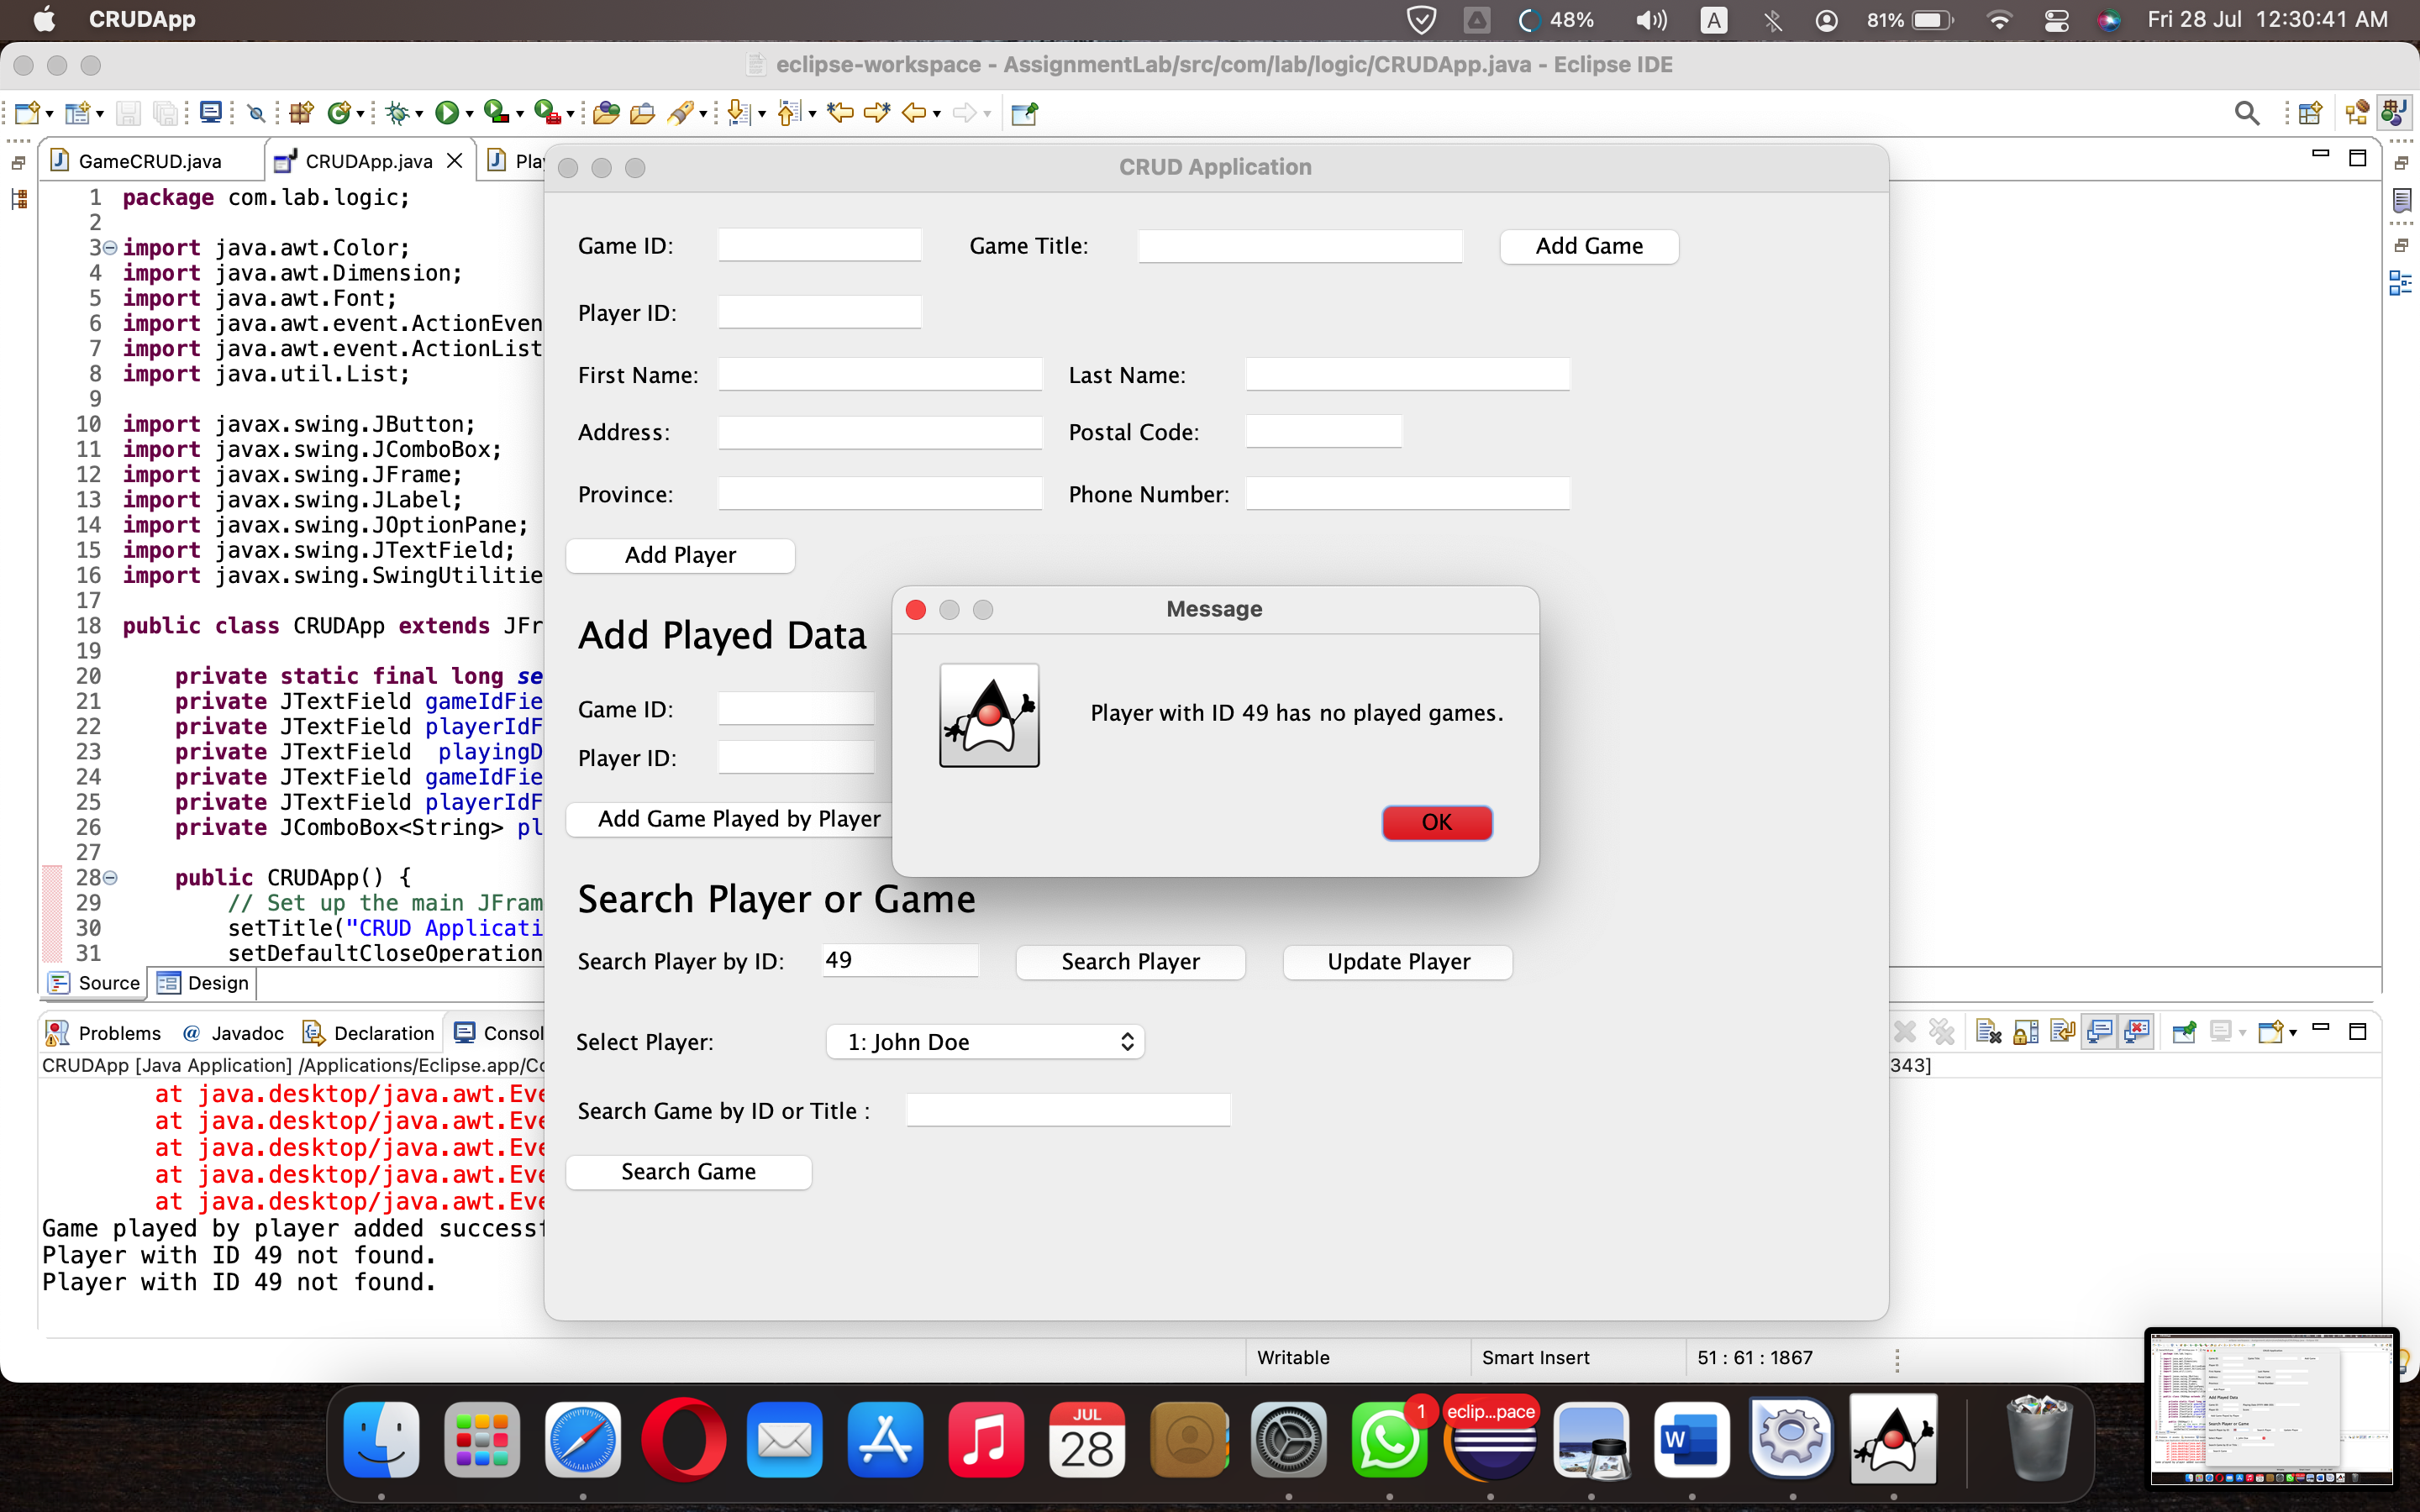 CRUDApp
48%
A
81%
Fri 28 Jul 12:30:41 AM
eclipse-workspace - AssignmentLab/src/com/lab/logic/CRUDApp.java - Eclipse IDE
GameCRUD.java
CRUDApp.java
Pla
1 package com.lab.logic;
2
3 import java.awt.Color;
4 import java.awt.Dimension;
5 import java.awt.Font;
6 import java.awt.event.ActionEven
7 import java.awt.event.ActionList
8 import java.util.List;
9
10 import javax.swing.JButton;
11 import javax.swing.JComboBox;
12 import javax.swing.JFrame;
13 import javax.swing.JLabel;
14 import javax.swing.JOptionPane;
15 import javax.swing.JTextField;
16 import javax.swing.SwingUtilitie
17
18 public class CRUDApp extends JFr
19
20 private static final long se
21 private JTextField gameIdFie
22 private JTextField playerIdF
23 private JTextField playingD
24 private JTextField gameIdFie
25 private JTextField playerIdF
26 private JComboBox<String> pl
27
28 public CRUDApp() {
29 // Set up the main JFram
30 setTitle("CRUD Applicati
31 setDefaultCloseOperation
Source
Design
CRUD Application
Game ID:
Game Title:
Add Game
Player ID:
First Name:
Last Name:
Address:
Postal Code:
Province:
Phone Number:
Add Player
Add Played Data
Game ID:
Player ID:
Add Game Played by Player
Message
Player with ID 49 has no played games.
OK
Search Player or Game
Search Player by ID:
49
Search Player
Update Player
Select Player:
1: John Doe
Search Game by ID or Title :
Search Game
Problems
@ Javadoc
Declaration
Consol
CRUDApp [Java Application] /Applications/Eclipse.app/Co
343]
at java.desktop/java.awt.Eve
at java.desktop/java.awt.Eve
at java.desktop/java.awt.Eve
at java.desktop/java.awt.Eve
at java.desktop/java.awt.Eve
Game played by player added successf
Player with ID 49 not found.
Player with ID 49 not found.
Writable
Smart Insert
51 : 61 : 1867
JUL
28
1
eclip...pace
W